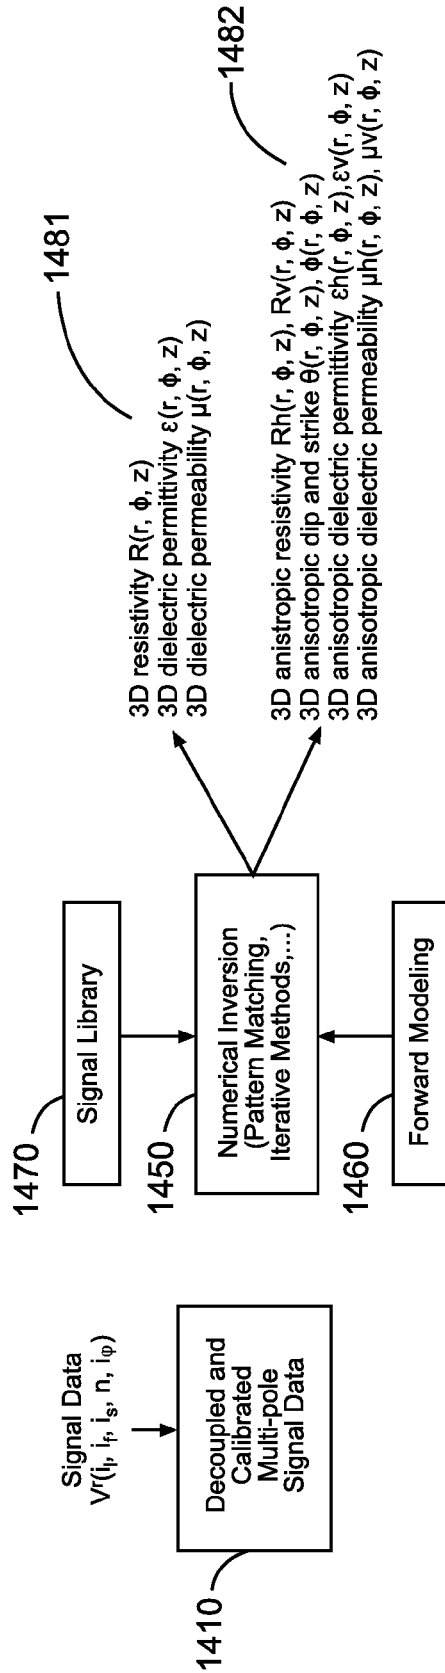 Signal Data
Vʳ(iₗ, i_f, iₛ, n, i_φ)
1410
Decoupled and
Calibrated
Multi-pole
Signal Data
1470
Signal Library
1450
Numerical Inversion
(Pattern Matching,
Iterative Methods,...)
1460
Forward Modeling
1481
3D resistivity R(r, ϕ, z)
3D dielectric permittivity ε(r, ϕ, z)
3D dielectric permeability μ(r, ϕ, z)
1482
3D anistropic resistivity Rh(r, ϕ, z), Rv(r, ϕ, z)
3D anisotropic dip and strike θ(r, ϕ, z), ϕ(r, ϕ, z)
3D anisotropic dielectric permittivity εh(r, ϕ, z),εv(r, ϕ, z)
3D anisotropic dielectric permeability μh(r, ϕ, z), μv(r, ϕ, z)